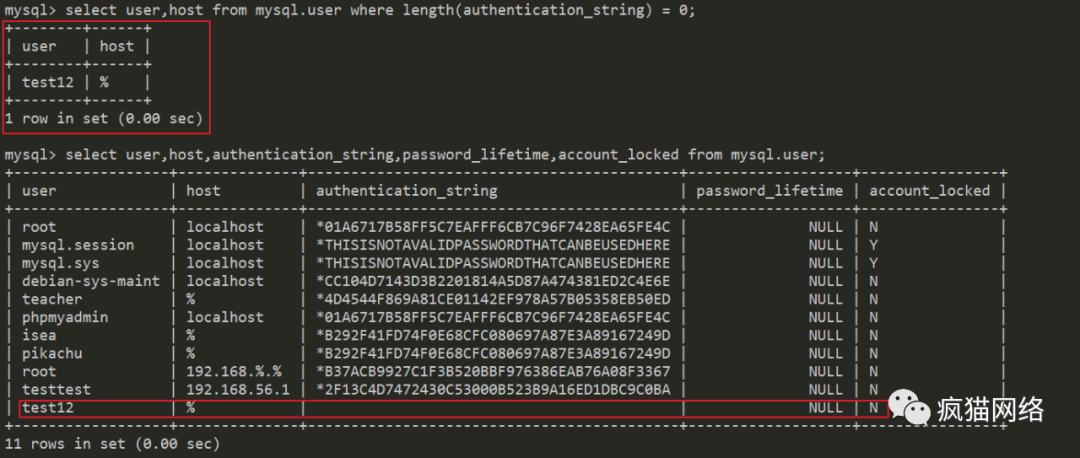 mysql> select user,host from mysql.user where length(authentication_string) = 0;
+--------+------+
| user   | host |
+--------+------+
| test12 | %    |
+--------+------+
1 row in set (0.00 sec)
mysql> select user,host,authentication_string,password_lifetime,account_locked from mysql.user;
+------------------+--------------+-------------------------------------------+-------------------+----------------+
| user             | host         | authentication_string                     | password_lifetime | account_locked |
+------------------+--------------+-------------------------------------------+-------------------+----------------+
| root             | localhost    | *01A6717B58FF5C7EAFFF6CB7C96F7428EA65FE4C |              NULL | N              |
| mysql.session    | localhost    | *THISISNOTAVALIDPASSWORDTHATCANBEUSEDHERE |              NULL | Y              |
| mysql.sys        | localhost    | *THISISNOTAVALIDPASSWORDTHATCANBEUSEDHERE |              NULL | Y              |
| debian-sys-maint | localhost    | *CC104D7143D3B2201814A5D87A474381ED2C4E6E |              NULL | N              |
| teacher          | %            | *4D4544F869A81CE01142EF978A57B05358EB50ED |              NULL | N              |
| phpmyadmin       | localhost    | *01A6717B58FF5C7EAFFF6CB7C96F7428EA65FE4C |              NULL | N              |
| isea             | %            | *B292F41FD74F0E68CFC080697A87E3A89167249D |              NULL | N              |
| pikachu          | %            | *B292F41FD74F0E68CFC080697A87E3A89167249D |              NULL | N              |
| root             | 192.168.%.%  | *B37ACB9927C1F3B520BBF976386EAB76A08F3367 |              NULL | N              |
| testtest         | 192.168.56.1 | *2F13C4D7472430C53000B523B9A16ED1DBC9C0BA |              NULL | N              |
| test12           | %            |                                           |              NULL | N              |
+------------------+--------------+-------------------------------------------+-------------------+----------------+
疯猫网络
11 rows in set (0.00 sec)